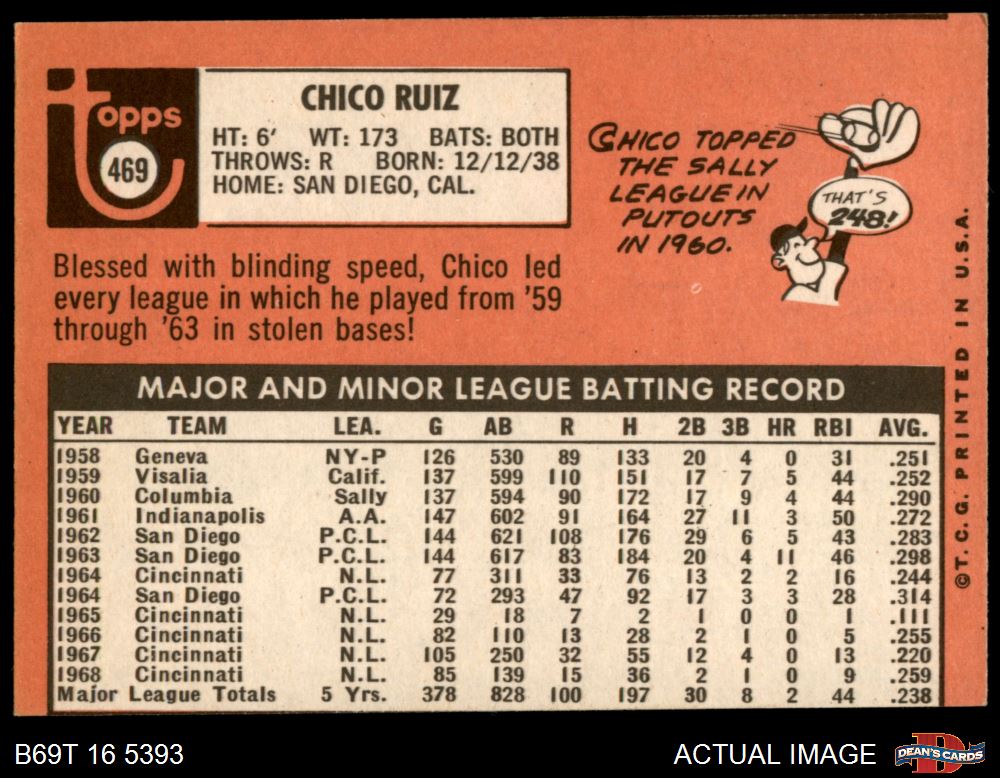 topps
469
CHICO RUIZ
HT: 6' WT: 173 BATS: BOTH
THROWS: R BORN: 12/12/38
HOME: SAN DIEGO, CAL.
CHICO TOPPED
THE SALLY
LEAGUE IN
PUTOUTS
IN 1960.
THAT'S
248!
Blessed with blinding speed, Chico led
every league in which he played from '59
through '63 in stolen bases!
MAJOR AND MINOR LEAGUE BATTING RECORD
YEAR TEAM LEA. G AB R H 2B 3B HR RBI AVG.
1958 Geneva NY-P 126 530 89 133 20 4 0 31 .251
1959 Visalia Calif. 137 599 110 151 17 7 5 44 .252
1960 Columbia Sally 137 594 90 172 17 9 4 44 .290
1961 Indianapolis A.A. 147 602 91 164 27 11 3 50 .272
1962 San Diego P.C.L. 144 621 108 176 29 6 5 43 .283
1963 San Diego P.C.L. 144 617 83 184 20 4 11 46 .298
1964 Cincinnati N.L. 77 311 33 76 13 2 2 16 .244
1964 San Diego P.C.L. 72 293 47 92 17 3 3 28 .314
1965 Cincinnati N.L. 29 18 7 2 1 0 0 1 .111
1966 Cincinnati N.L. 82 110 13 28 2 1 0 5 .255
1967 Cincinnati N.L. 105 250 32 55 12 4 0 13 .220
1968 Cincinnati N.L. 85 139 15 36 2 1 0 9 .259
Major League Totals 5 Yrs. 378 828 100 197 30 8 2 44 .238
©T.C.G. PRINTED IN U.S.A.
B69T 16 5393
ACTUAL IMAGE
DEAN'S CARDS